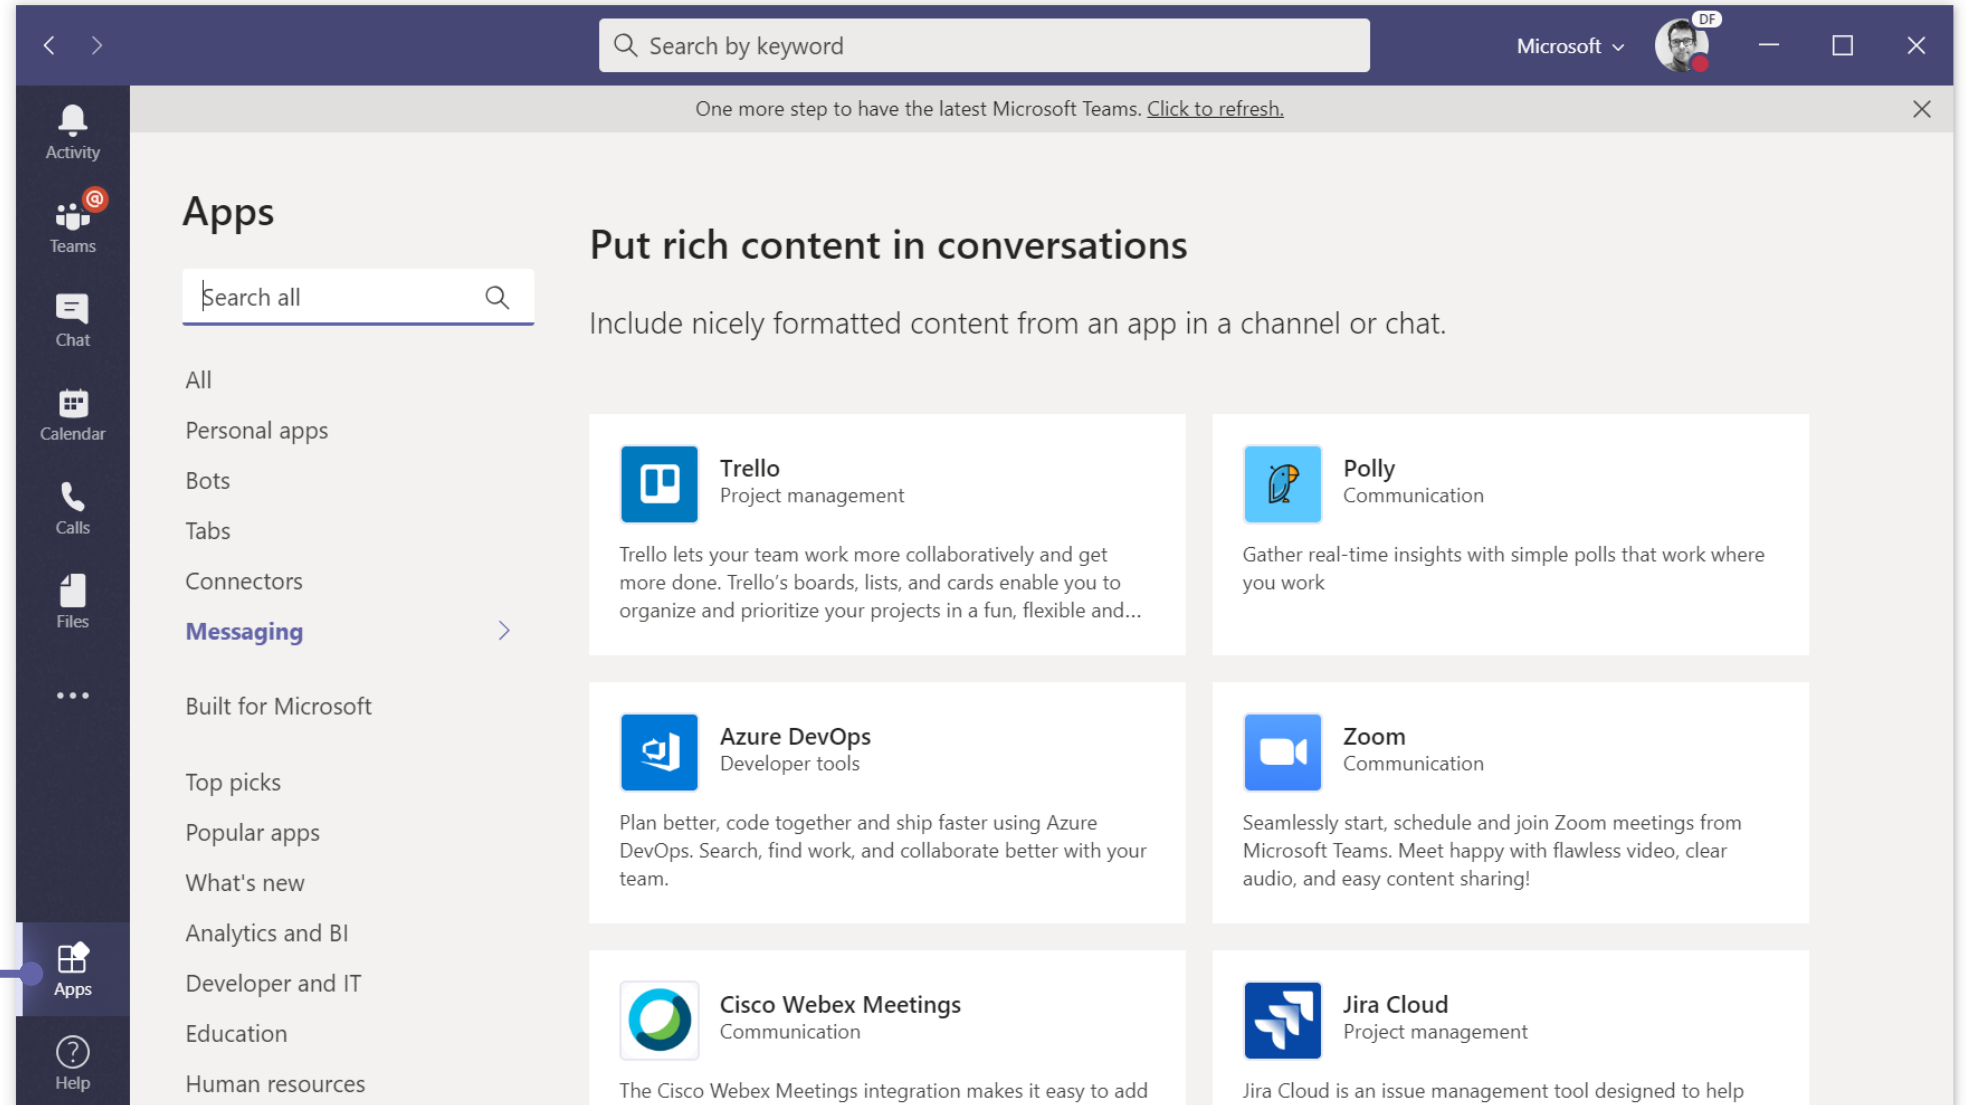 Search by keyword
Microsoft
DF
One more step to have the latest Microsoft Teams. Click to refresh.
Activity
@
Teams
Chat
Calendar
Calls
Files
Apps
Help
Apps
Search all
All
Personal apps
Bots
Tabs
Connectors
Messaging
Built for Microsoft
Top picks
Popular apps
What's new
Analytics and BI
Developer and IT
Education
Human resources
Put rich content in conversations
Include nicely formatted content from an app in a channel or chat.
Trello
Project management
Trello lets your team work more collaboratively and get
more done. Trello’s boards, lists, and cards enable you to
organize and prioritize your projects in a fun, flexible and...
Polly
Communication
Gather real-time insights with simple polls that work where
you work
Azure DevOps
Developer tools
Plan better, code together and ship faster using Azure
DevOps. Search, find work, and collaborate better with your
team.
Zoom
Communication
Seamlessly start, schedule and join Zoom meetings from
Microsoft Teams. Meet happy with flawless video, clear
audio, and easy content sharing!
Cisco Webex Meetings
Communication
The Cisco Webex Meetings integration makes it easy to add
Jira Cloud
Project management
Jira Cloud is an issue management tool designed to help